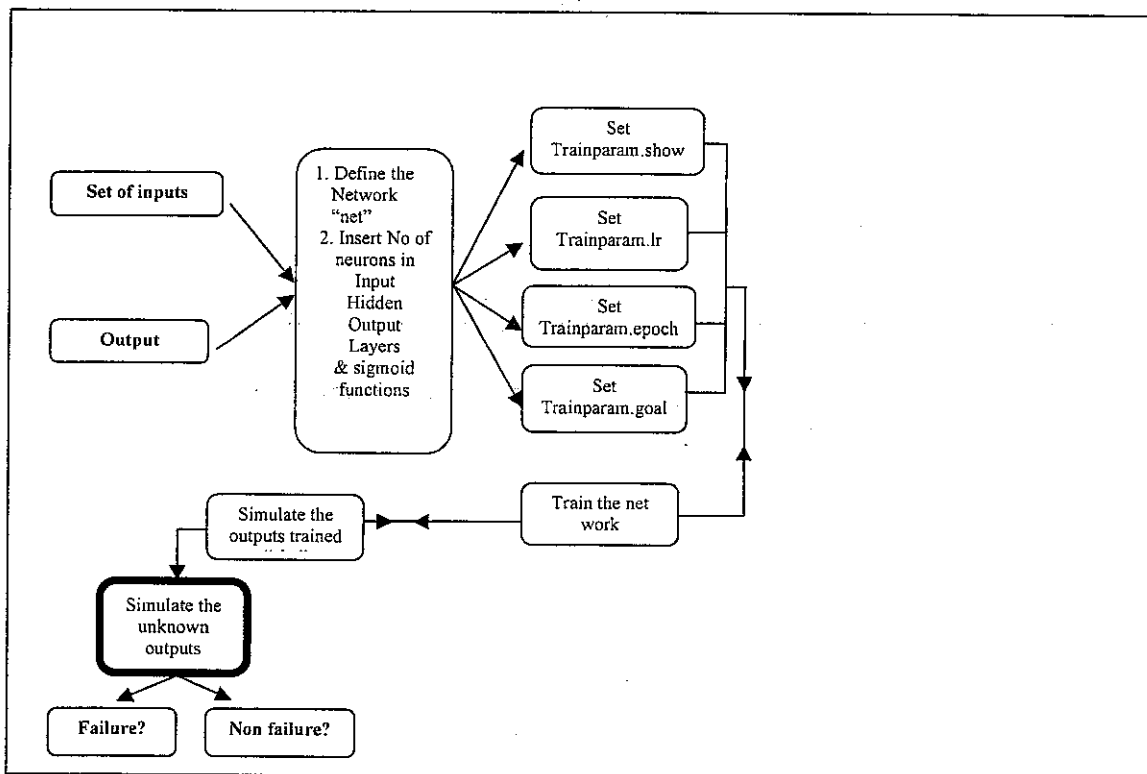 Set of inputs
Output
1. Define the
Network
“net”
2. Insert No of
neurons in
Input
Hidden
Output
Layers
& sigmoid
functions
Set
Trainparam.show
Set
Trainparam.lr
Set
Trainparam.epoch
Set
Trainparam.goal
Train the net
work
Simulate the
outputs trained
Simulate the
unknown
outputs
Failure?
Non failure?